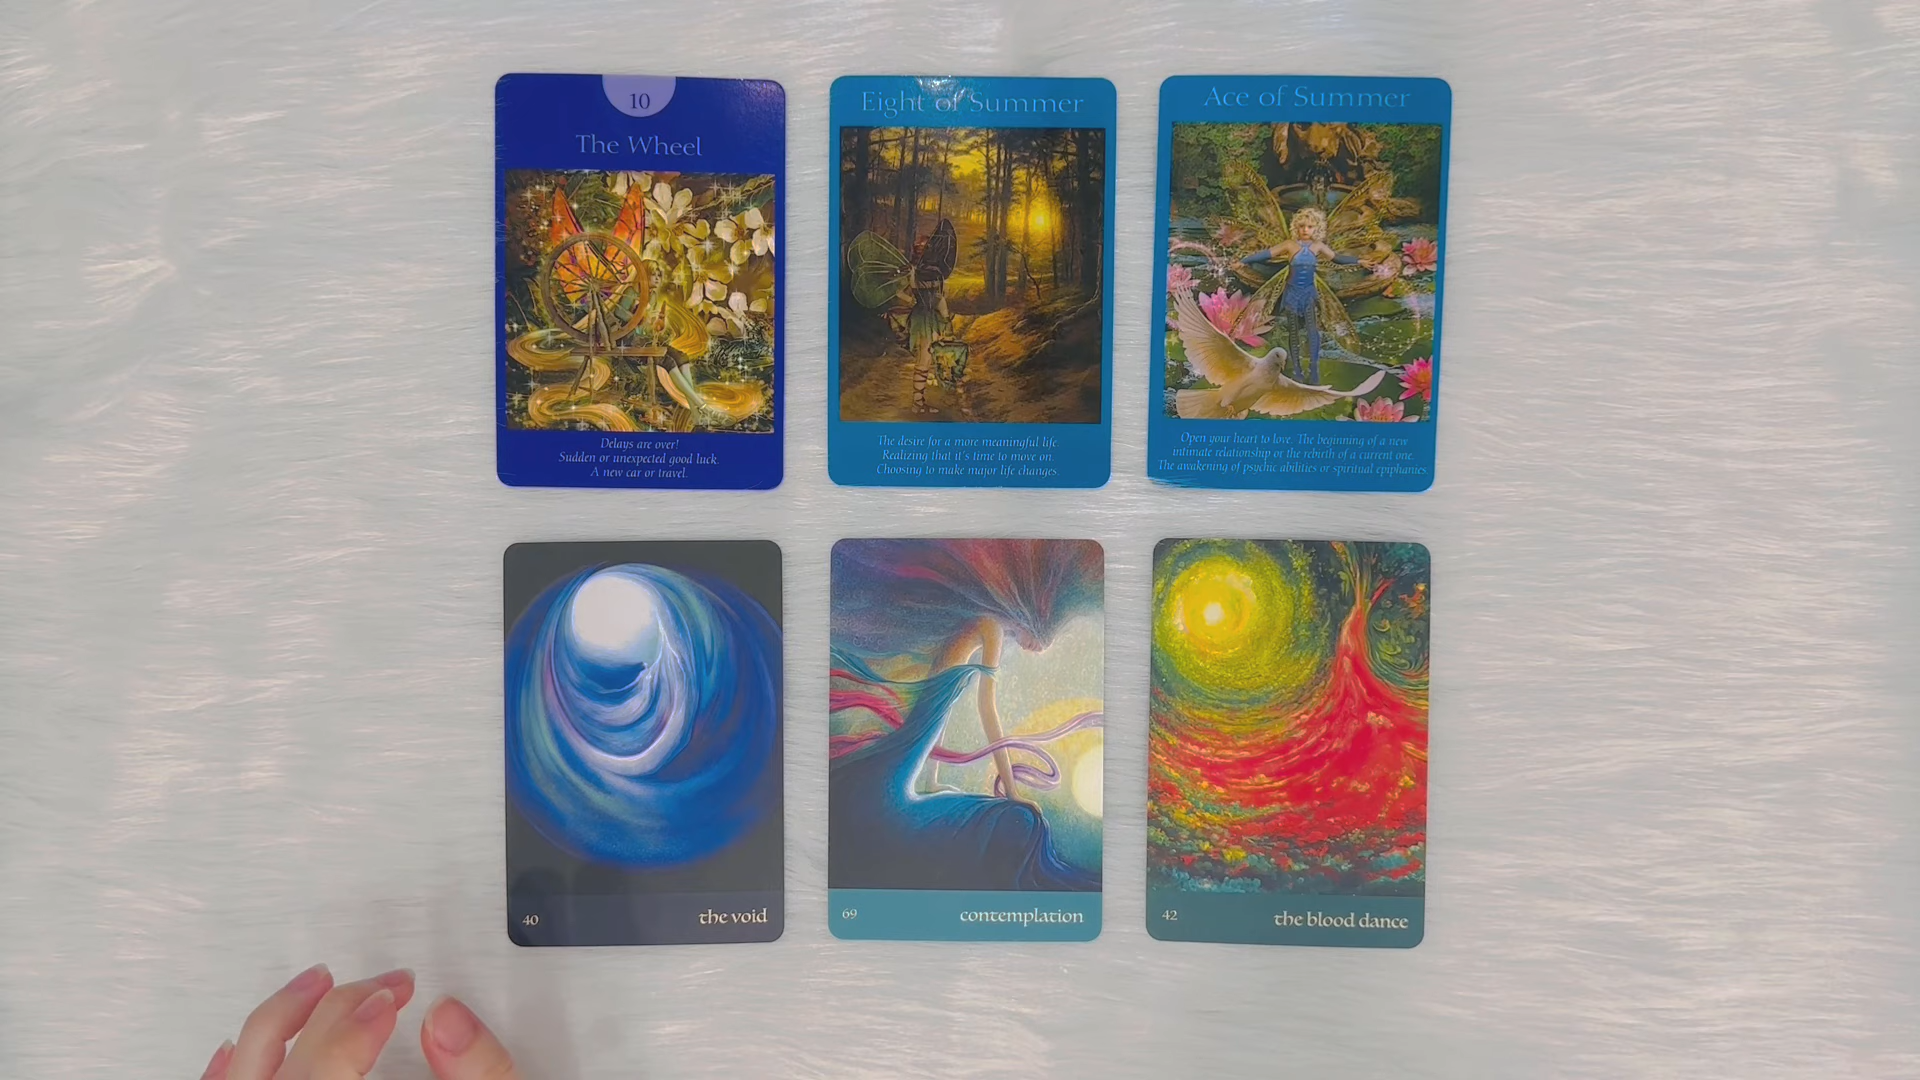 10
The Wheel
Delays are over!
Sudden or unexpected good luck.
A new car or travel.
Eight of Summer
The desire for a more meaningful life.
Realizing that it's time to move on.
Choosing to make major life changes.
Ace of Summer
Open your heart to love. The beginning of a new
intimate relationship or the rebirth of a current one.
The awakening of psychic abilities or spiritual epiphanies.
40
the void
69
contemplation
42
the blood dance